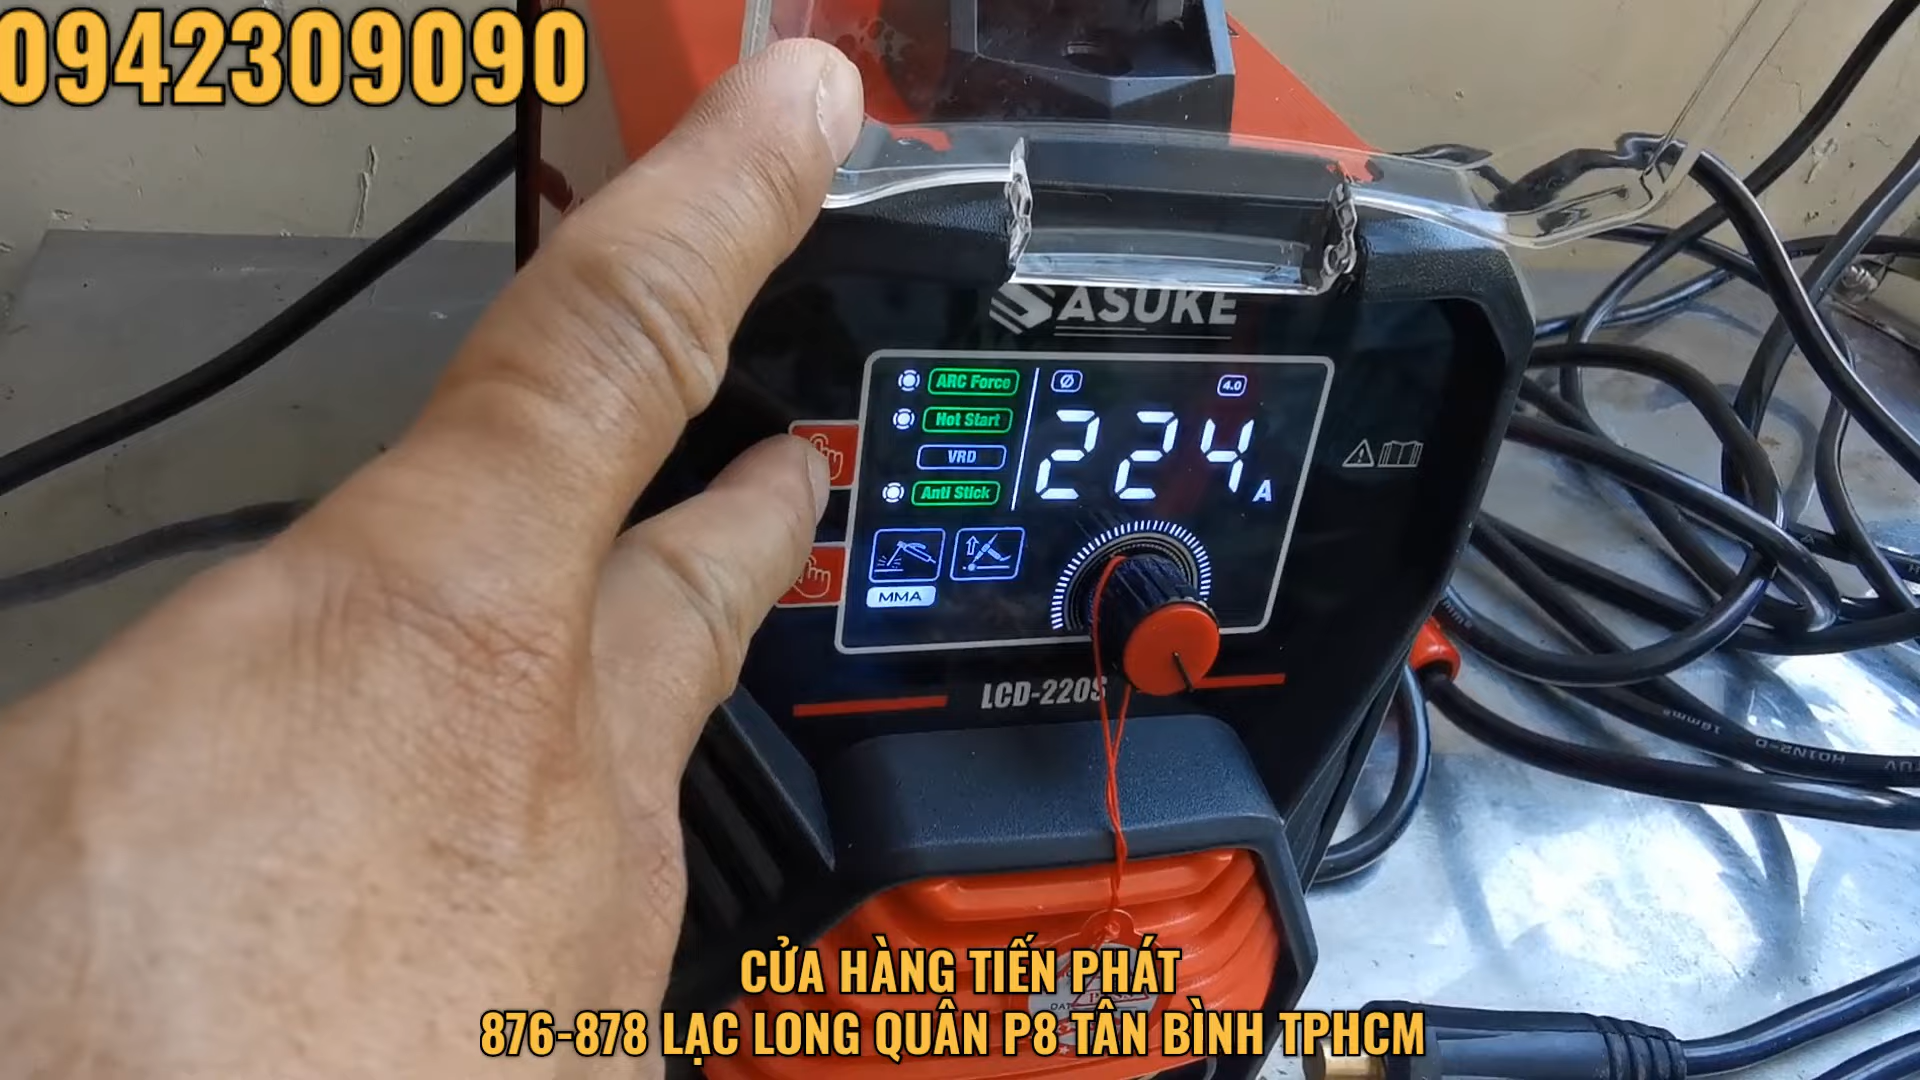 0942309090
SASUKE
ARC Force
Hot Start
VRD
Anti Stick
4.0
224 A
MMA
LCD-220S
CỬA HÀNG TIẾN PHÁT
876-878 LẠC LONG QUÂN P8 TÂN BÌNH TPHCM